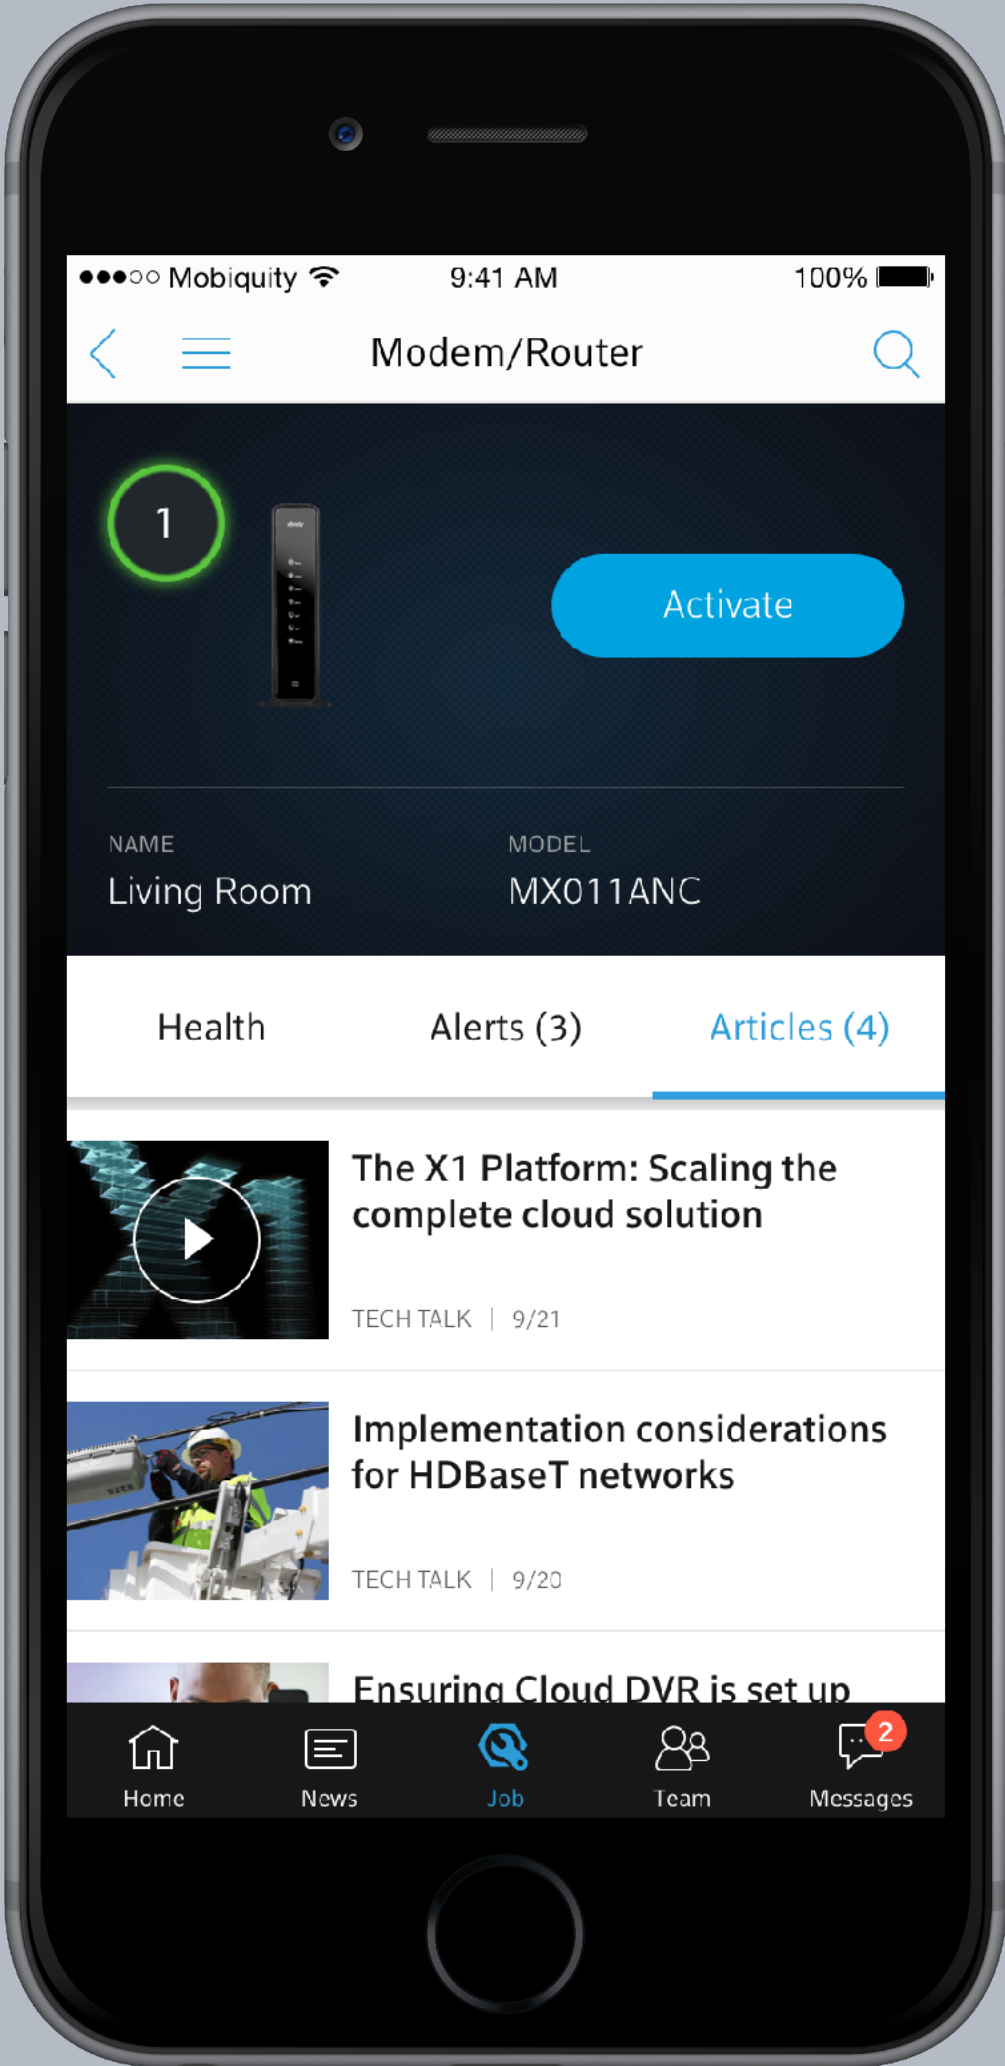 Mobiquity 9:41 AM 100%
Modem/Router
1
xfinity
Activate
NAME MODEL
Living Room MX011ANC
Health Alerts (3) Articles (4)
X1
The X1 Platform: Scaling the
complete cloud solution
TECH TALK | 9/21
Implementation considerations
for HDBaseT networks
TECH TALK | 9/20
Ensuring Cloud DVR is set up
2
Home News Job Team Messages